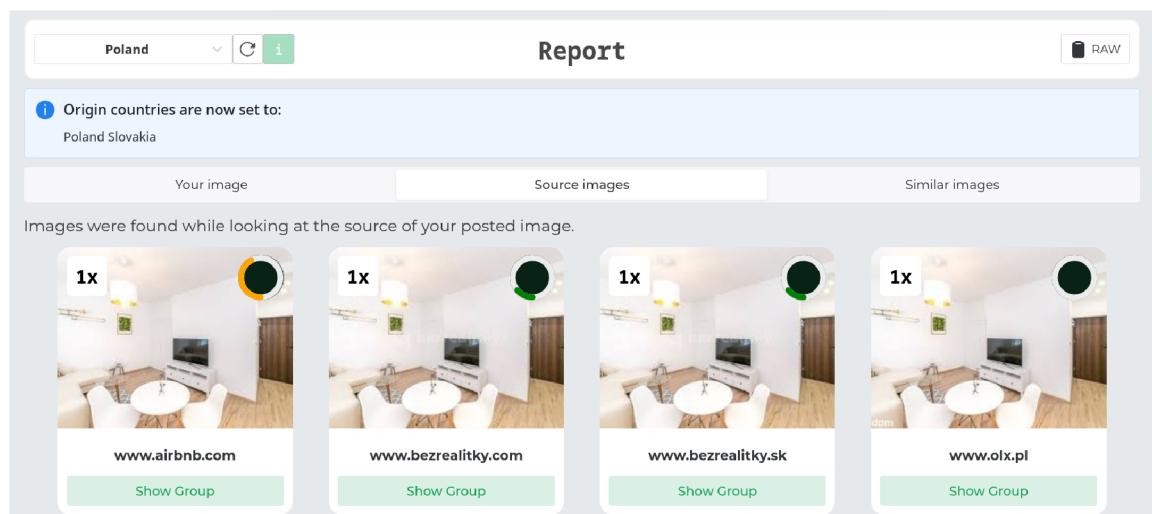 Poland
i
Report
RAW
i
Origin countries are now set to:
Poland Slovakia
Your image
Source images
Similar images
Images were found while looking at the source of your posted image.
1x
1x
1x
1x
dom
www.airbnb.com
www.bezrealitky.com
www.bezrealitky.sk
www.olx.pl
Show Group
Show Group
Show Group
Show Group